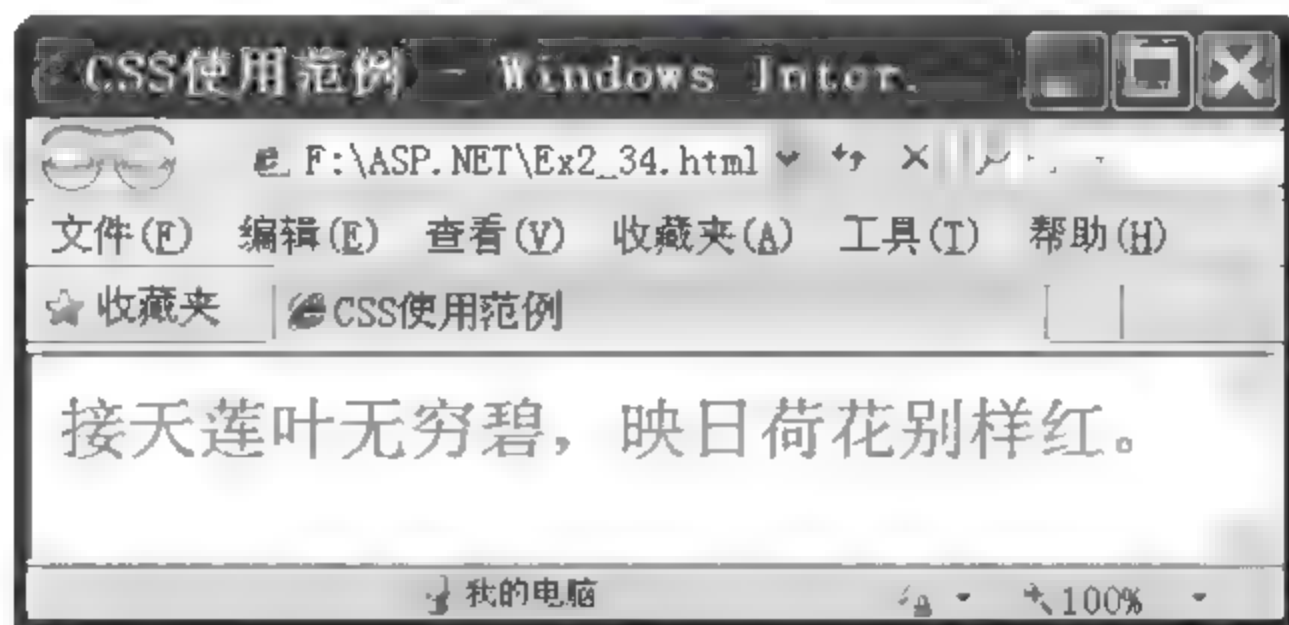 CSS使用范例 - Windows Inter.
F:\ASP.NET\Ex2_34.html
文件(F) 编辑(E) 查看(V) 收藏夹(A) 工具(T) 帮助(H)
收藏夹 CSS使用范例
接天莲叶无穷碧，映日荷花别样红。
我的电脑 100%